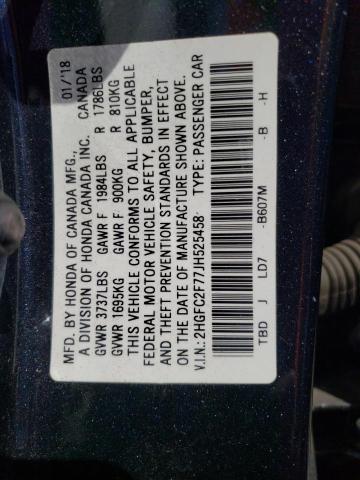 MFD. BY HONDA OF CANADA MFG., 01/'18
A DIVISION OF HONDA CANADA INC. CANADA
GVWR 3737LBS GAWR F 1984LBS R 1786LBS
GVWR 1695KG GAWR F 900KG R 810KG
THIS VEHICLE CONFORMS TO ALL APPLICABLE
FEDERAL MOTOR VEHICLE SAFETY, BUMPER,
AND THEFT PREVENTION STANDARDS IN EFFECT
ON THE DATE OF MANUFACTURE SHOWN ABOVE.
V.I.N.: 2HGFC2F77JH525458 TYPE: PASSENGER CAR
TBD J LD7 -B607M -B -H